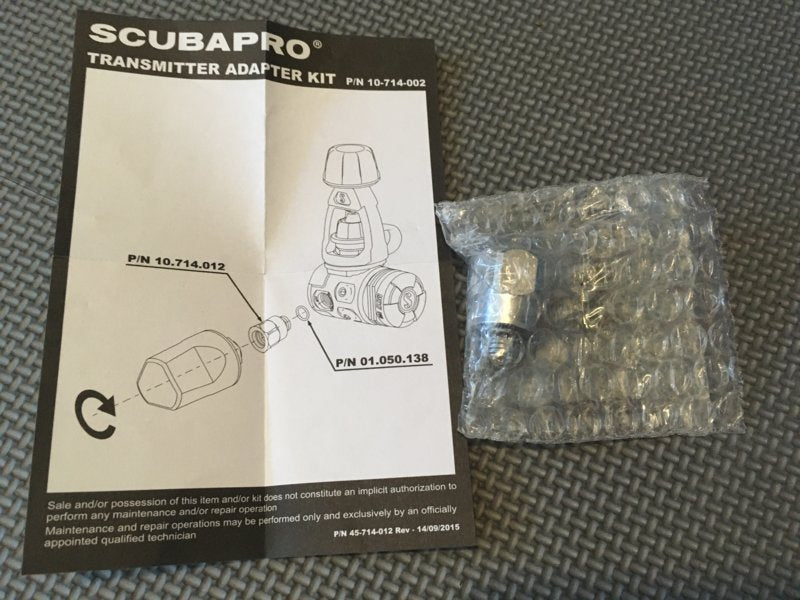 SCUBAPRO®
TRANSMITTER ADAPTER KIT P/N 10-714-002
P/N 10.714.012
P/N 01.050.138
Sale and/or possession of this item and/or kit does not constitute an implicit authorization to
perform any maintenance and/or repair operation
Maintenance and repair operations may be performed only and exclusively by an officially
appointed qualified technician
P/N 45-714-012 Rev - 14/09/2015